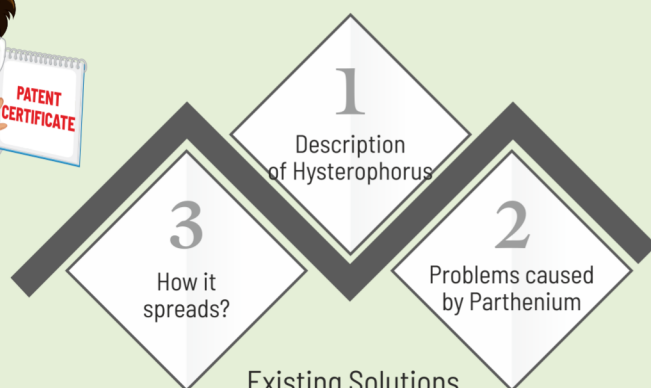 PATENT
CERTIFICATE
1
Description
of Hysterophorus
3
How it
spreads?
2
Problems caused
by Parthenium
Existing Solutions